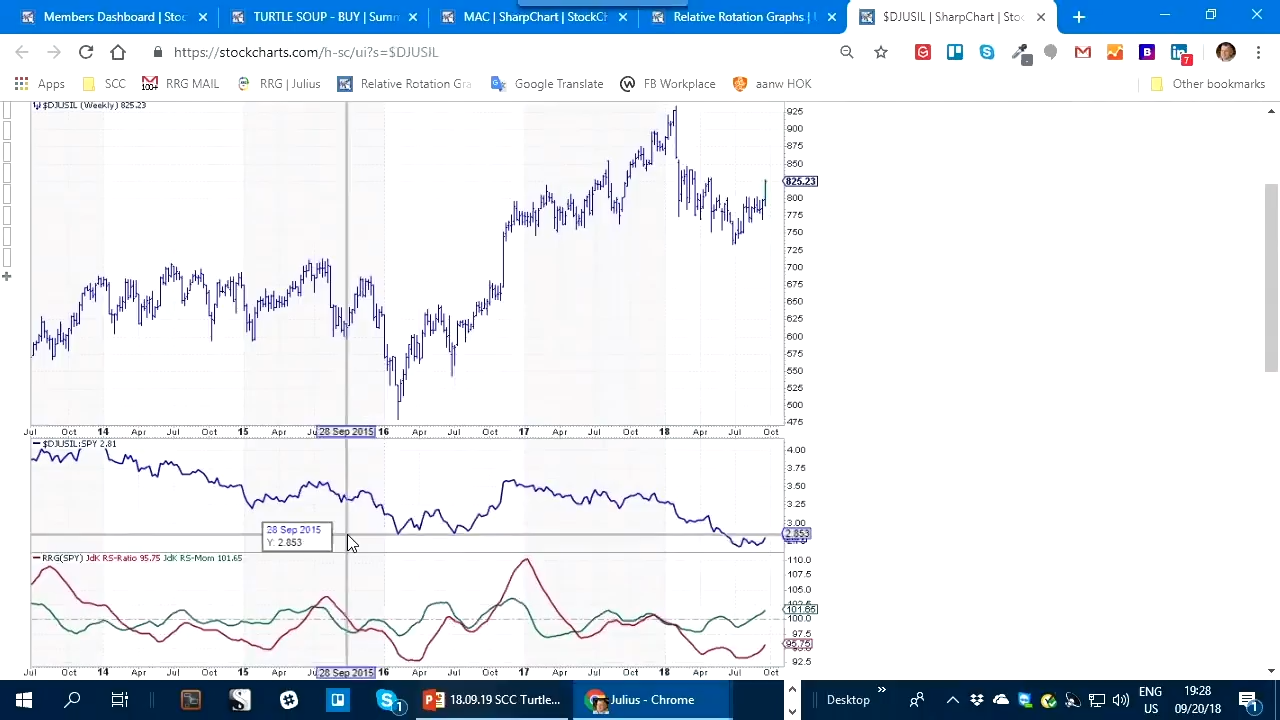 Members Dashboard | Stoc
TURTLE SOUP - BUY | Sumr
MAC | SharpChart | StockCh
Relative Rotation Graphs | U
$DJUSIL | SharpChart | Stoc
https://stockcharts.com/h-sc/ui?s=$DJUSIL
7
Apps
SCC
100+
RRG MAIL
RRG | Julius
Relative Rotation Gra
Google Translate
FB Workplace
aanw HOK
Other bookmarks
$DJUSIL (Weekly) 825.23
925
900
875
850
825.23
800
775
750
725
700
675
650
625
600
575
550
525
500
475
Jul Oct 14 Apr Jul Oct 15 Apr Ju 28 Sep 2015 16 Apr Jul Oct 17 Apr Jul Oct 18 Apr Jul Oct
$DJUSIL:SPY 2.81
4.00
3.75
3.50
3.25
3.00
2.853
28 Sep 2015
Y: 2.853
RRG(SPY) JdK RS-Ratio 95.75 JdK RS-Mom 101.65
110.0
107.5
105.0
101.65
100.0
97.5
95.75
92.5
Jul Oct 14 Apr Jul Oct 15 Apr Ju 28 Sep 2015 16 Apr Jul Oct 17 Apr Jul Oct 18 Apr Jul Oct
1
18.09.19 SCC Turtle...
Julius - Chrome
Desktop
ENG
US
19:28
09/20/18
1